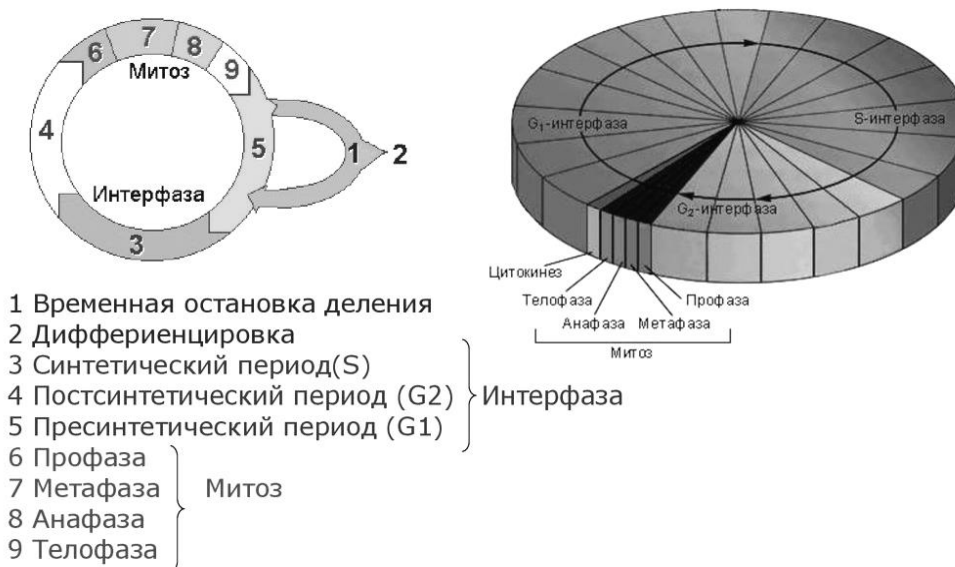 6 7 8 9
Митоз
4
5
1 2
Интерфаза
3
G1-интерфаза
S-интерфаза
G2-интерфаза
Цитокинез
Телофаза
Профаза
Анафаза
Метафаза
Митоз
1 Временная остановка деления
2 Диффериенцировка
3 Синтетический период(S)
4 Постсинтетический период (G2)
5 Пресинтетический период (G1)
Интерфаза
6 Профаза
7 Метафаза
8 Анафаза
9 Телофаза
Митоз